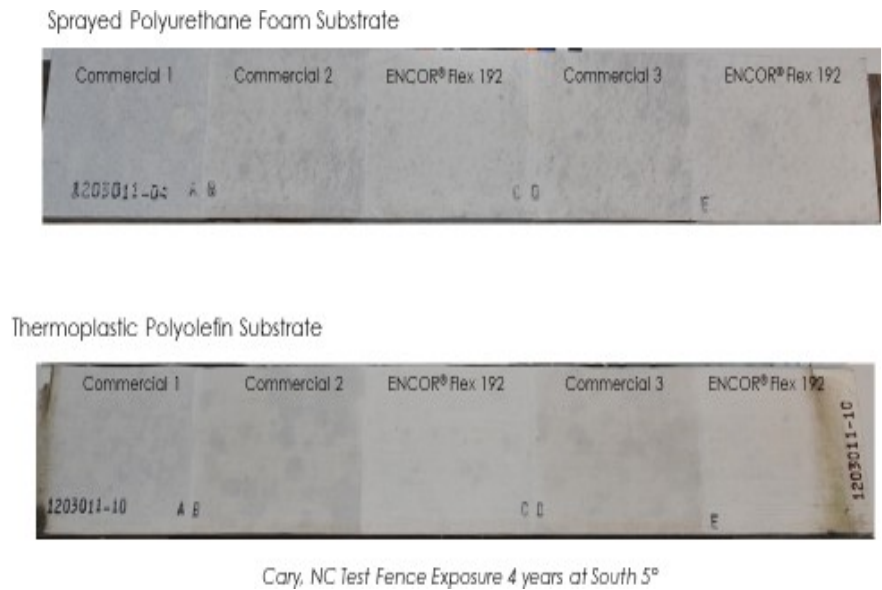 Sprayed Polyurethane Foam Substrate
Commercial 1 Commercial 2 ENCOR® Flex 192 Commercial 3 ENCOR® Flex 192
1203011-04 A B C D E
Thermoplastic Polyolefin Substrate
Commercial 1 Commercial 2 ENCOR® Flex 192 Commercial 3 ENCOR® Flex 192
1203011-10
1203011-10 A B C D E
Cary, NC Test Fence Exposure 4 years at South 5°